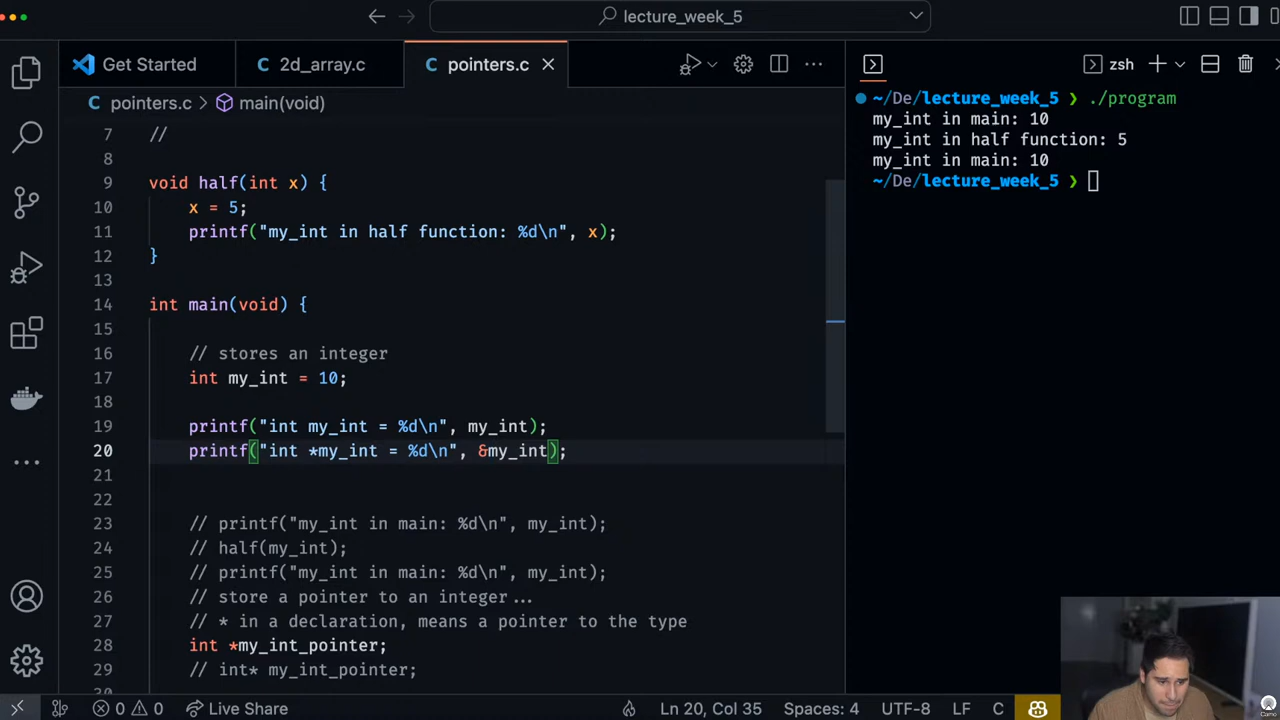 lecture_week_5
Get Started
C 2d_array.c
C pointers.c
zsh
C pointers.c > main(void)
7 //
8
9 void half(int x) {
10 x = 5;
11 printf("my_int in half function: %d\n", x);
12 }
13
14 int main(void) {
15
16 // stores an integer
17 int my_int = 10;
18
19 printf("int my_int = %d\n", my_int);
20 printf("int *my_int = %d\n", &my_int);
21
22
23 // printf("my_int in main: %d\n", my_int);
24 // half(my_int);
25 // printf("my_int in main: %d\n", my_int);
26 // store a pointer to an integer...
27 // * in a declaration, means a pointer to the type
28 int *my_int_pointer;
29 // int* my_int_pointer;
~/De/lecture_week_5 ❯ ./program
my_int in main: 10
my_int in half function: 5
my_int in main: 10
~/De/lecture_week_5 ❯
0 0 Live Share
Ln 20, Col 35 Spaces: 4 UTF-8 LF C
Camo